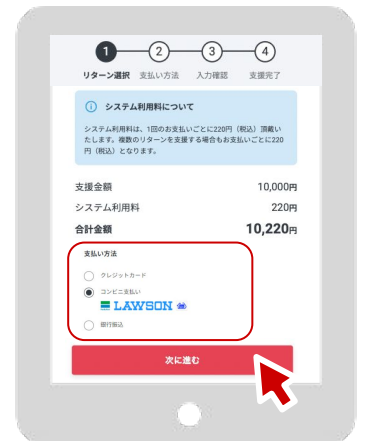 1 2 3 4
リターン選択 支払い方法 入力確認 支援完了
システム利用料について
システム利用料は、1回のお支払いごとに220円（税込）頂戴い
たします。複数のリターンを支援する場合もお支払いごとに220
円（税込）となります。
支援金額 10,000円
システム利用料 220円
合計金額 10,220円
支払い方法
クレジットカード
コンビニ支払い
LAWSON
銀行振込
次に進む